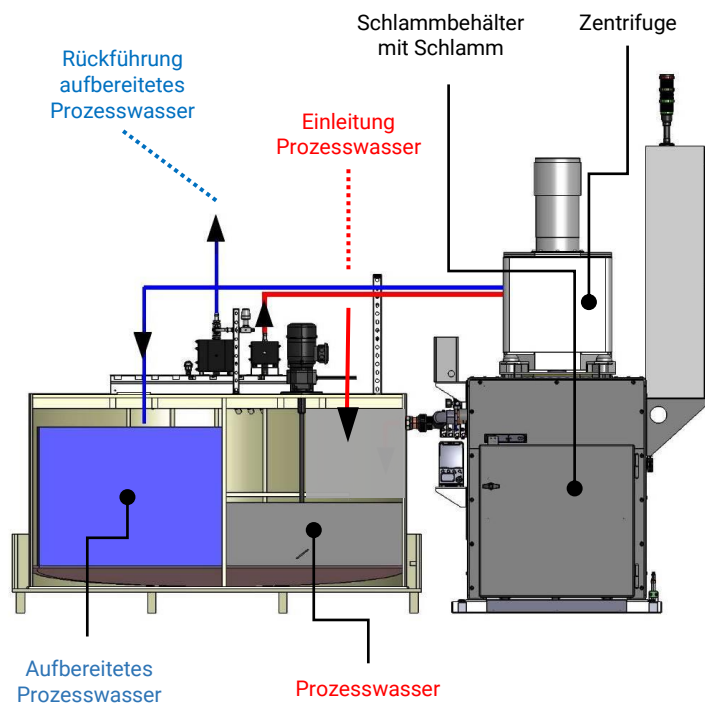 Schlammbehälter
mit Schlamm
Zentrifuge
Rückführung
aufbereitetes
Prozesswasser
Einleitung
Prozesswasser
Aufbereitetes
Prozesswasser
Prozesswasser